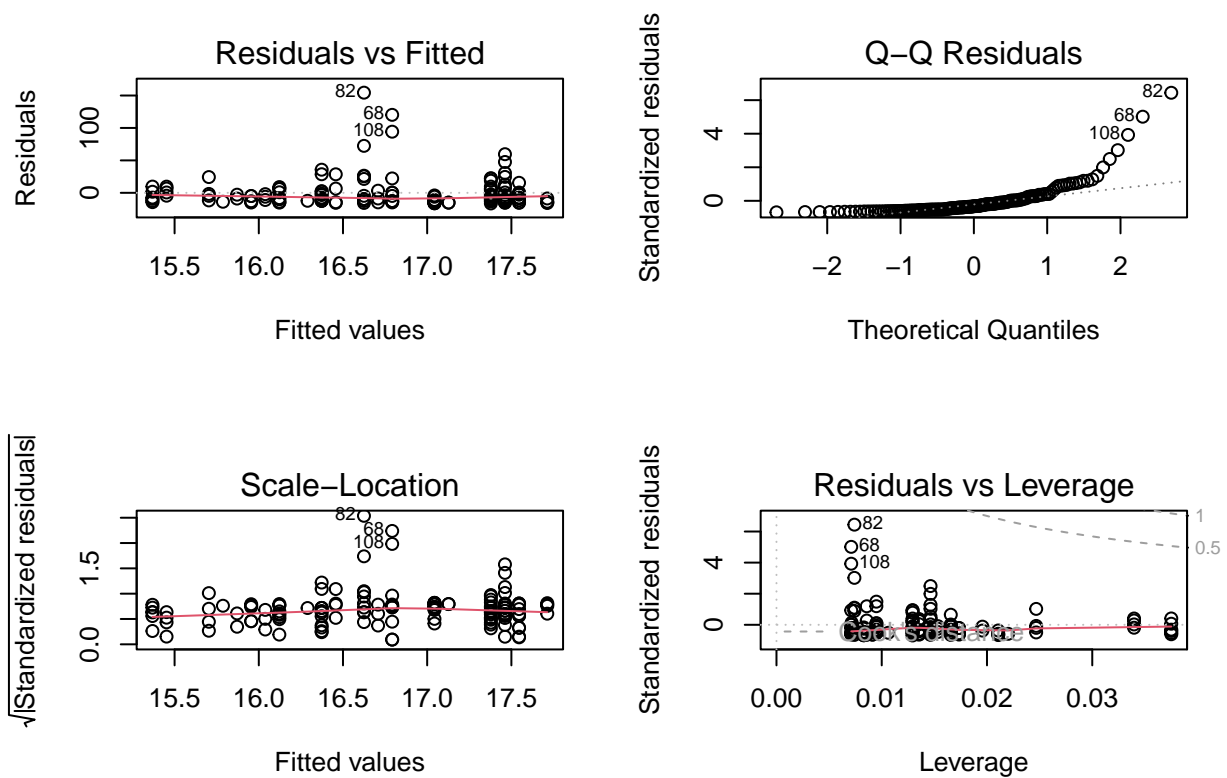 Residuals vs Fitted
Residuals
0
100
82
68
108
15.5 16.0 16.5 17.0 17.5
Fitted values
Q−Q Residuals
Standardized residuals
0
4
82
68
108
−2 −1 0 1 2
Theoretical Quantiles
Scale−Location
√|Standardized residuals|
0.0
1.5
82
68
108
15.5 16.0 16.5 17.0 17.5
Fitted values
Residuals vs Leverage
Standardized residuals
0
4
82
68
108
1
0.5
Cook's distance
0.00 0.01 0.02 0.03
Leverage